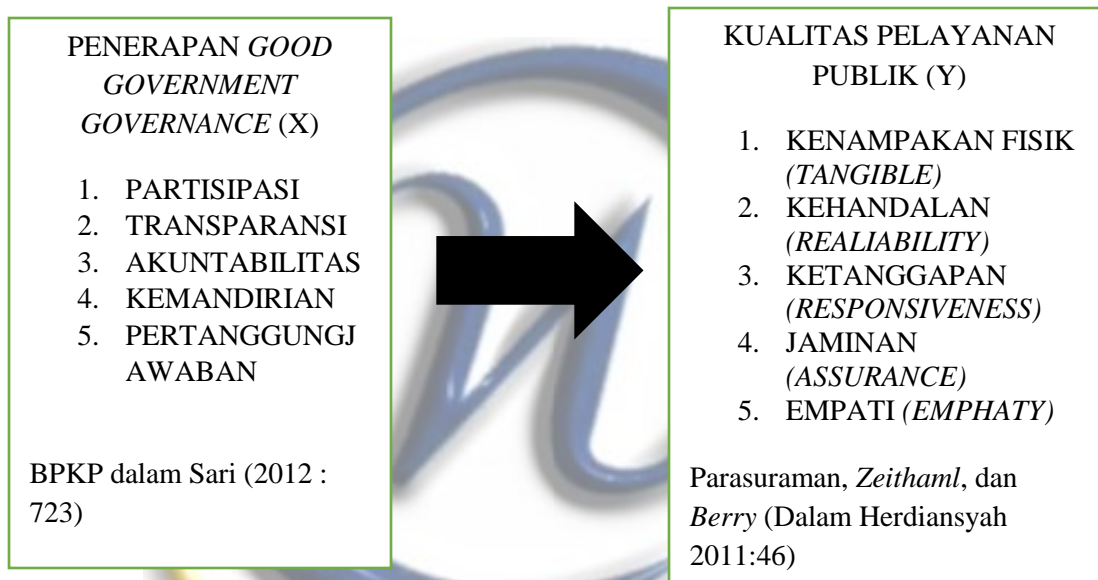 PENERAPAN GOOD
GOVERNMENT
GOVERNANCE (X)
1. PARTISIPASI
2. TRANSPARANSI
3. AKUNTABILITAS
4. KEMANDIRIAN
5. PERTANGGUNGJ
AWABAN
BPKP dalam Sari (2012 :
723)
KUALITAS PELAYANAN
PUBLIK (Y)
1. KENAMPAKAN FISIK
(TANGIBLE)
2. KEHANDALAN
(REALIABILITY)
3. KETANGGAPAN
(RESPONSIVENESS)
4. JAMINAN
(ASSURANCE)
5. EMPATI (EMPHATY)
Parasuraman, Zeithaml, dan
Berry (Dalam Herdiansyah
2011:46)